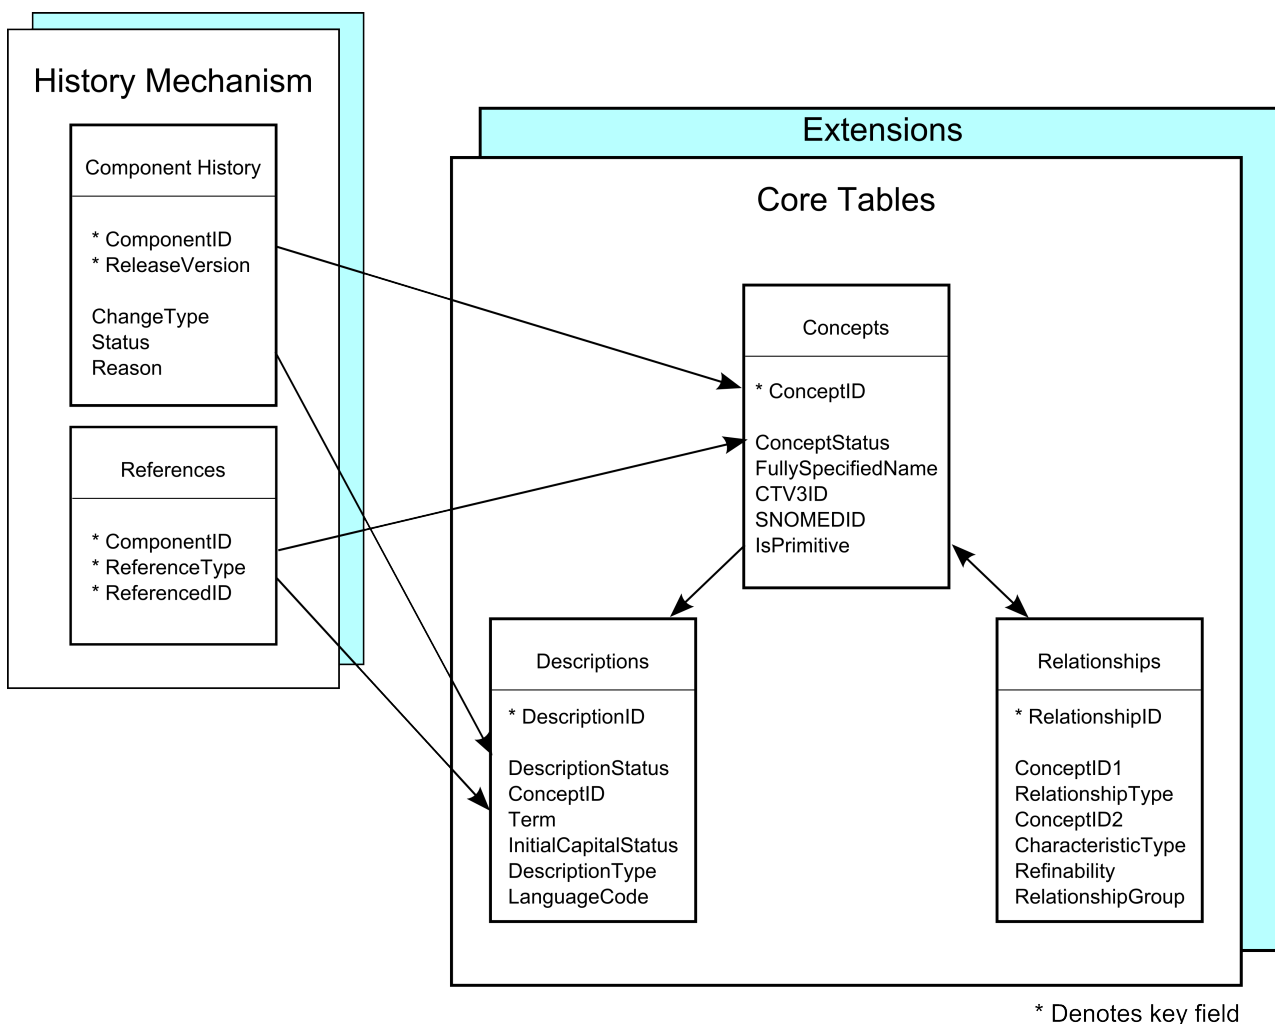 History Mechanism
Component History
* ComponentID
* ReleaseVersion
ChangeType
Status
Reason
References
* ComponentID
* ReferenceType
* ReferencedID
Extensions
Core Tables
Concepts
* ConceptID
ConceptStatus
FullySpecifiedName
CTV3ID
SNOMEDID
IsPrimitive
Descriptions
* DescriptionID
DescriptionStatus
ConceptID
Term
InitialCapitalStatus
DescriptionType
LanguageCode
Relationships
* RelationshipID
ConceptID1
RelationshipType
ConceptID2
CharacteristicType
Refinability
RelationshipGroup
* Denotes key field